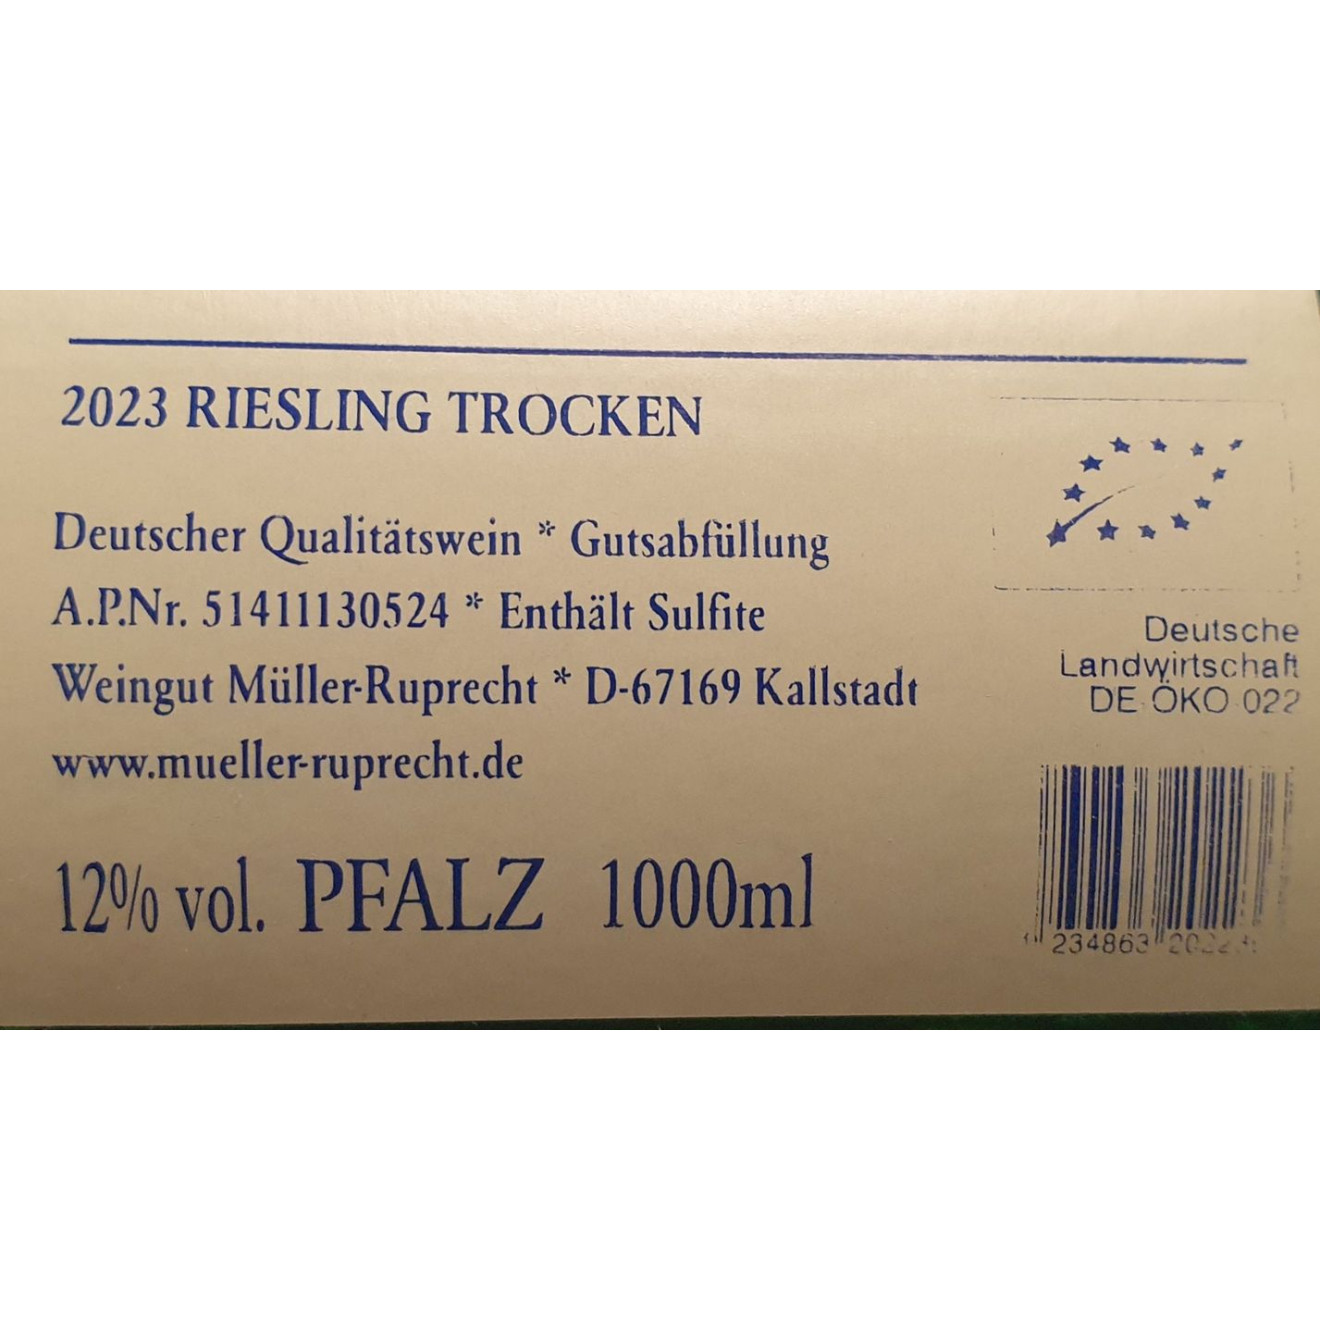 2023 RIESLING TROCKEN
Deutscher Qualitätswein * Gutsabfüllung
A.P.Nr. 51411130524 * Enthält Sulfite
Weingut Müller-Ruprecht * D-67169 Kallstadt
www.mueller-ruprecht.de
12% vol. PFALZ 1000ml
Deutsche
Landwirtschaft
DE ÖKO 022
234863